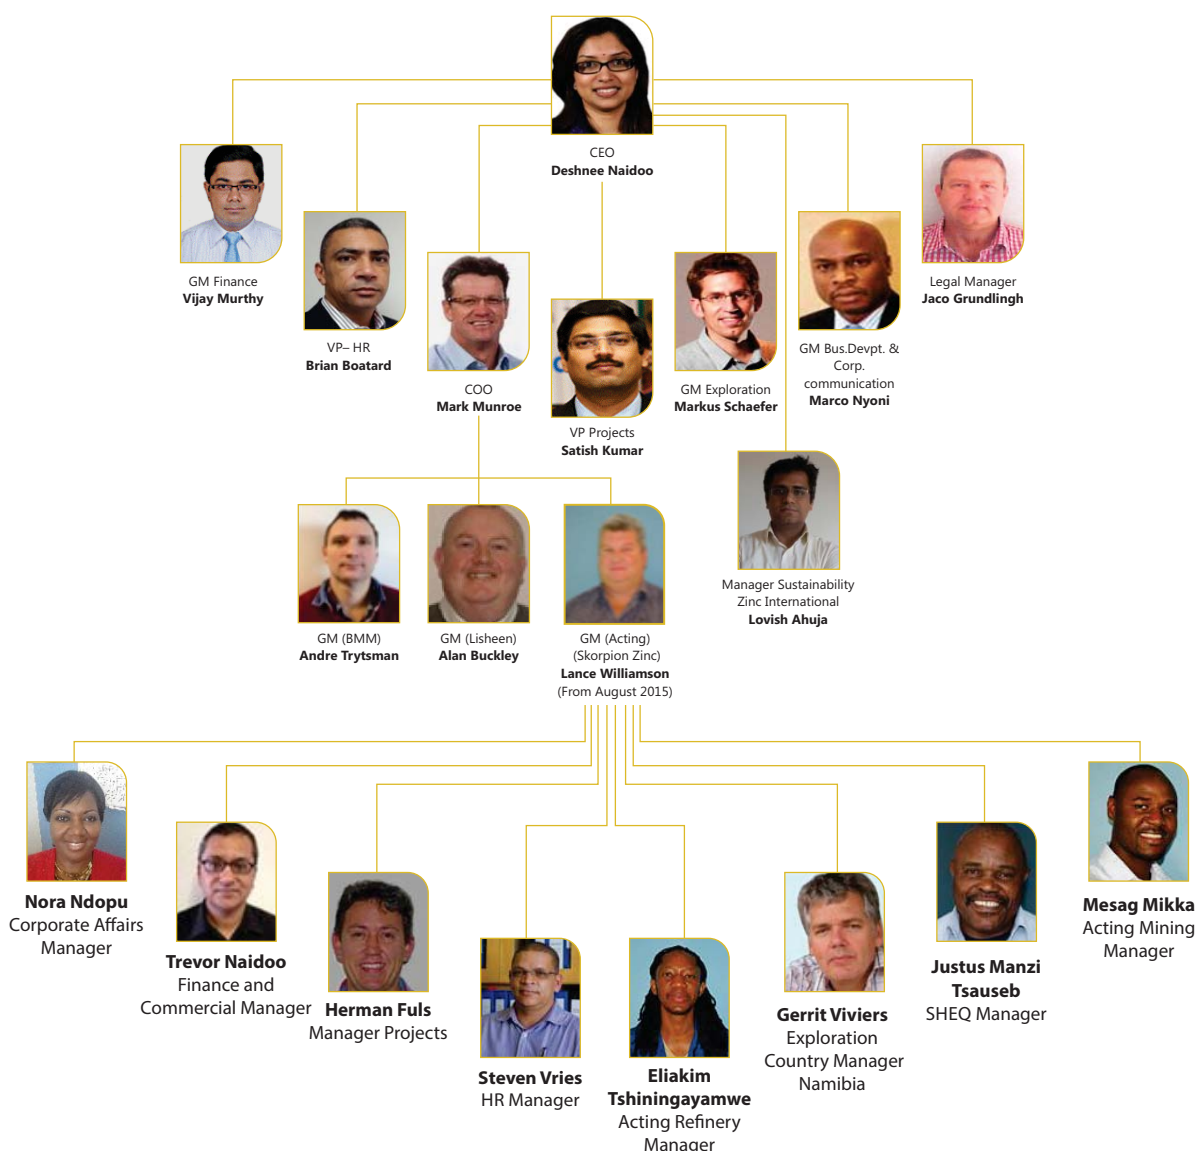 CEO
Deshnee Naidoo
GM Finance
Vijay Murthy
VP– HR
Brian Boatard
COO
Mark Munroe
VP Projects
Satish Kumar
GM Exploration
Markus Schaefer
GM Bus.Devpt. &
Corp.
communication
Marco Nyoni
Legal Manager
Jaco Grundlingh
Manager Sustainability
Zinc International
Lovish Ahuja
GM (BMM)
Andre Trytsman
GM (Lisheen)
Alan Buckley
GM (Acting)
(Skorpion Zinc)
Lance Williamson
(From August 2015)
Nora Ndopu
Corporate Affairs
Manager
Trevor Naidoo
Finance and
Commercial Manager
Herman Fuls
Manager Projects
Steven Vries
HR Manager
Eliakim
Tshiningayamwe
Acting Refinery
Manager
Gerrit Viviers
Exploration
Country Manager
Namibia
Justus Manzi
Tsauseb
SHEQ Manager
Mesag Mikka
Acting Mining
Manager